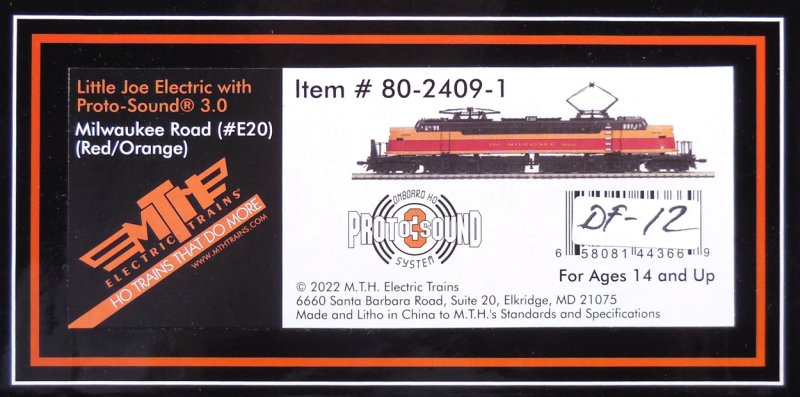 Little Joe Electric with
Proto-Sound® 3.0
Milwaukee Road (#E20)
(Red/Orange)
MTH
ELECTRIC TRAINS
HO TRAINS THAT DO MORE
WWW.MTHTRAINS.COM
Item # 80-2409-1
THE MILWAUKEE ROAD
ONBOARD HO
PROTO 3 SOUND
SYSTEM
DF-12
6 58081 44366 9
For Ages 14 and Up
© 2022 M.T.H. Electric Trains
6660 Santa Barbara Road, Suite 20, Elkridge, MD 21075
Made and Litho in China to M.T.H.'s Standards and Specifications